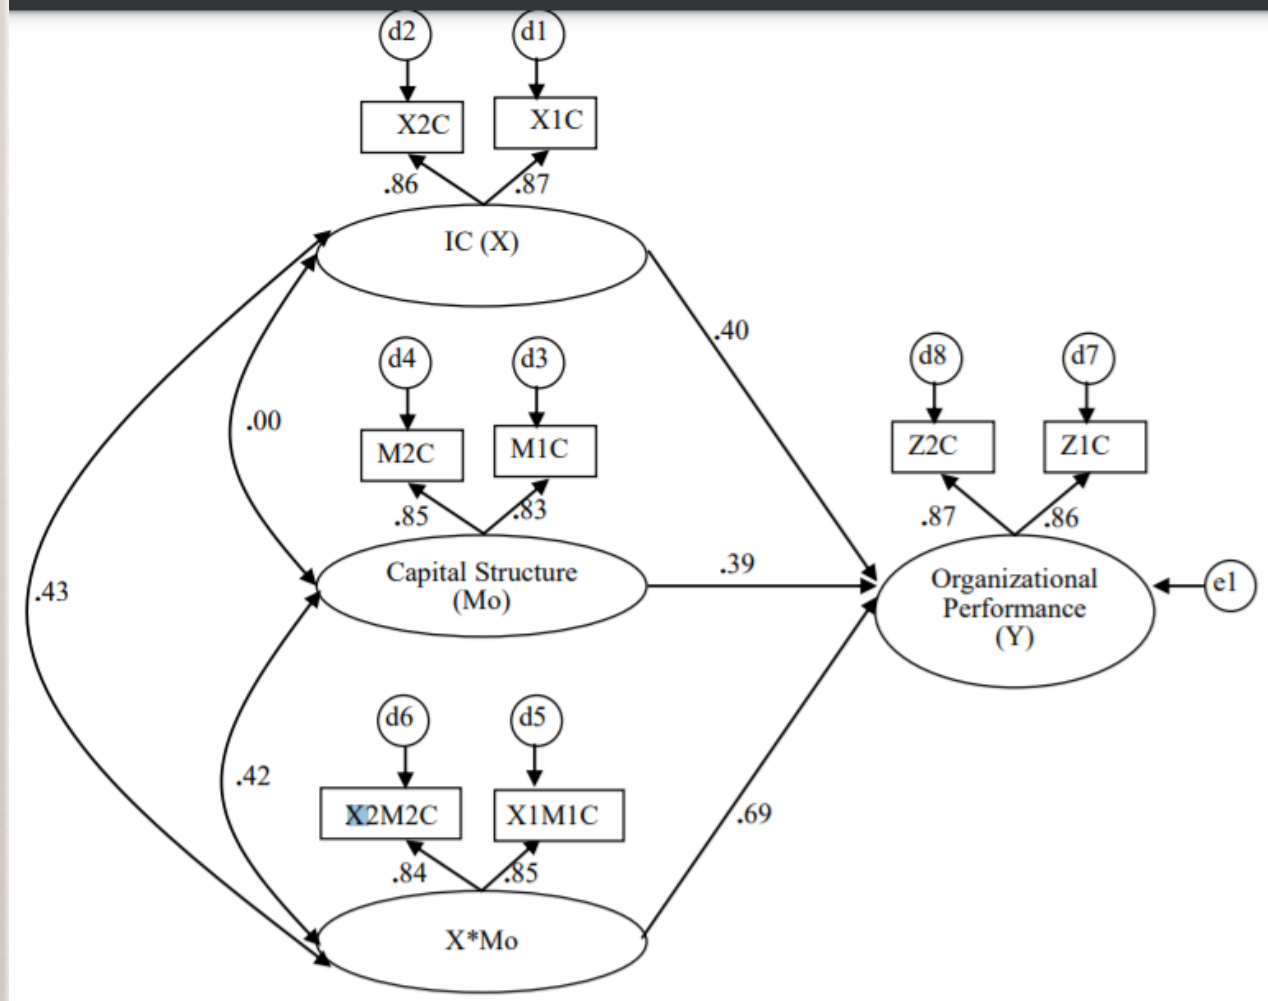 d2
d1
X2C
X1C
.86
.87
IC (X)
.40
d4
d3
d8
d7
.00
M2C
M1C
Z2C
Z1C
.85
.83
.87
.86
Capital Structure
(Mo)
.39
Organizational
Performance
(Y)
e1
.43
d6
d5
.42
X2M2C
X1M1C
.69
.84
.85
X*Mo